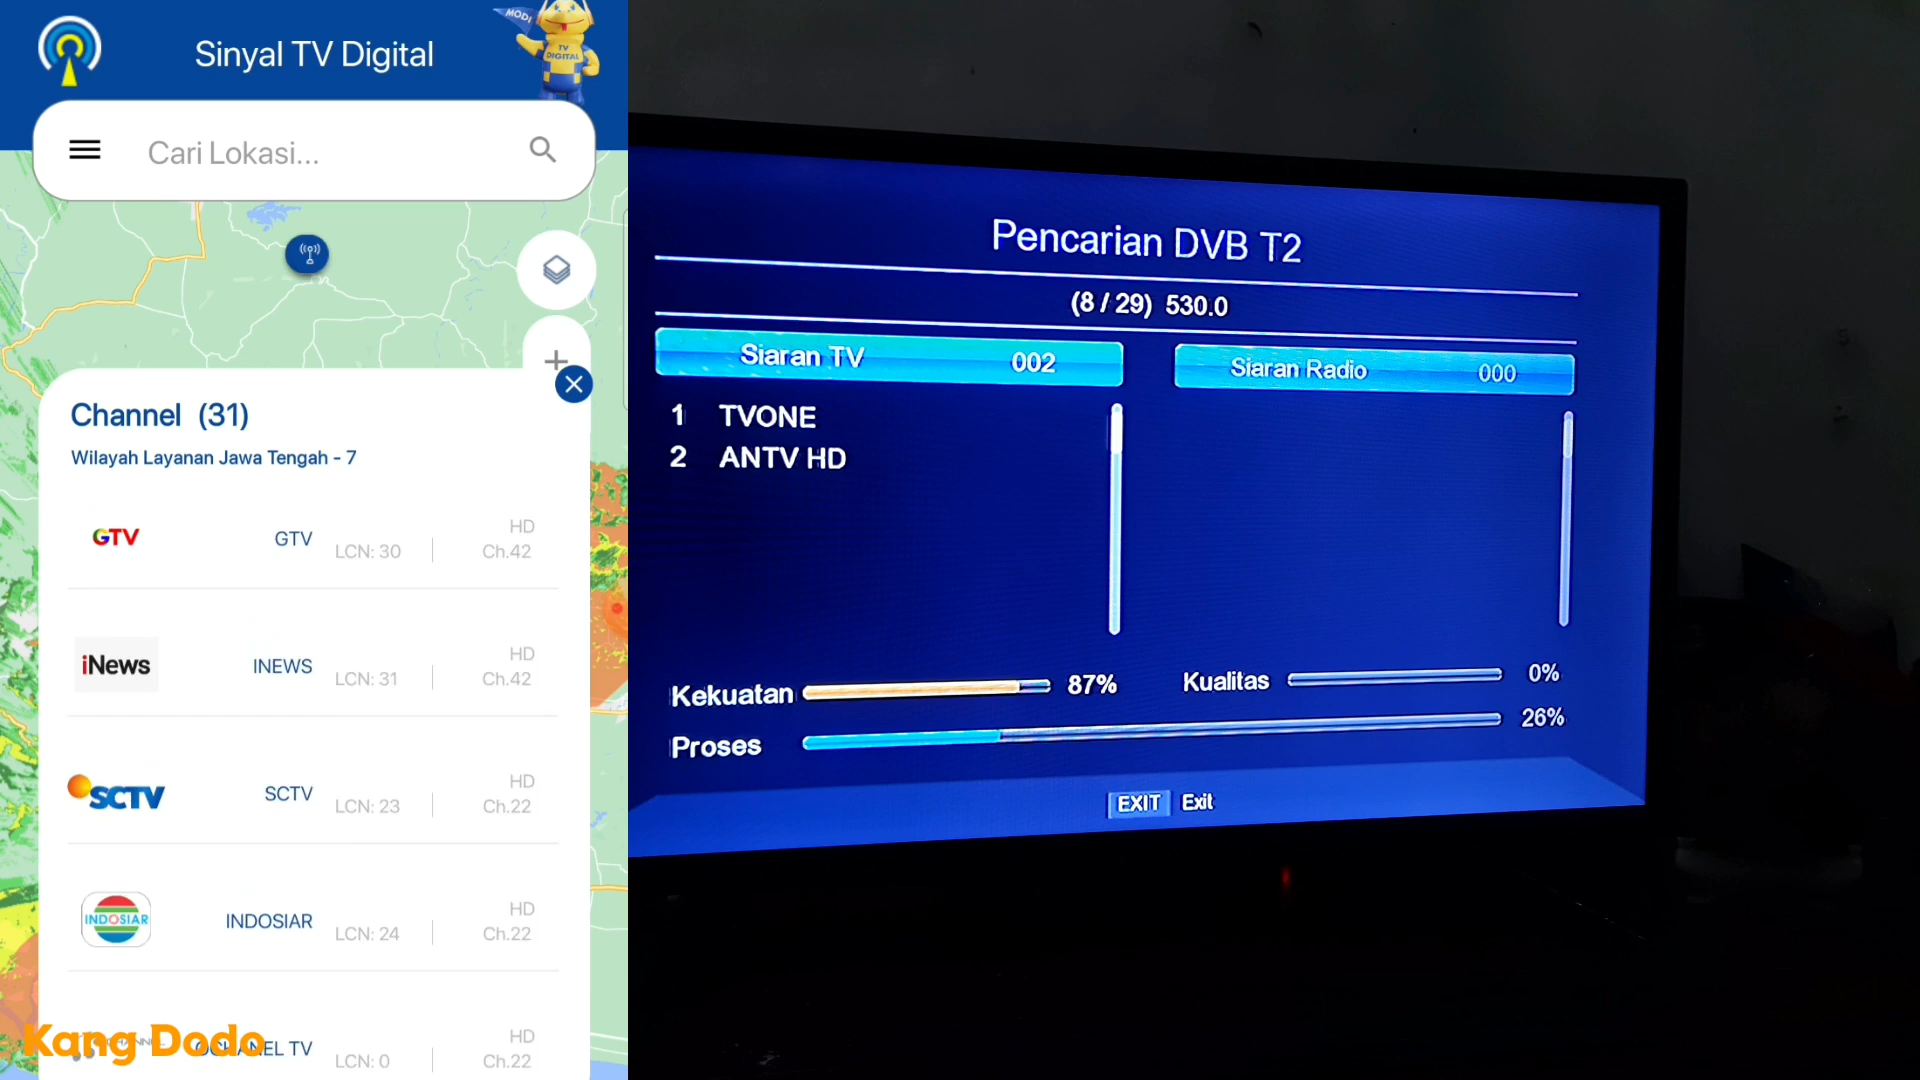 MODI
TV
DIGITAL
Sinyal TV Digital
Cari Lokasi...
Channel (31)
Wilayah Layanan Jawa Tengah - 7
GTV
GTV
LCN: 30
HD
Ch.42
iNews
INEWS
LCN: 31
HD
Ch.42
SCTV
SCTV
LCN: 23
HD
Ch.22
INDOSIAR
INDOSIAR
LCN: 24
HD
Ch.22
Kang Dodo
TV
LCN: 0
HD
Ch.22
Pencarian DVB T2
(8 / 29) 530.0
Siaran TV 002
Siaran Radio 000
1 TVONE
2 ANTV HD
Kekuatan 87%
Kualitas 0%
Proses 26%
EXIT Exit